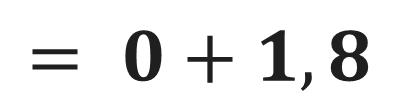 = 0 + 1,8